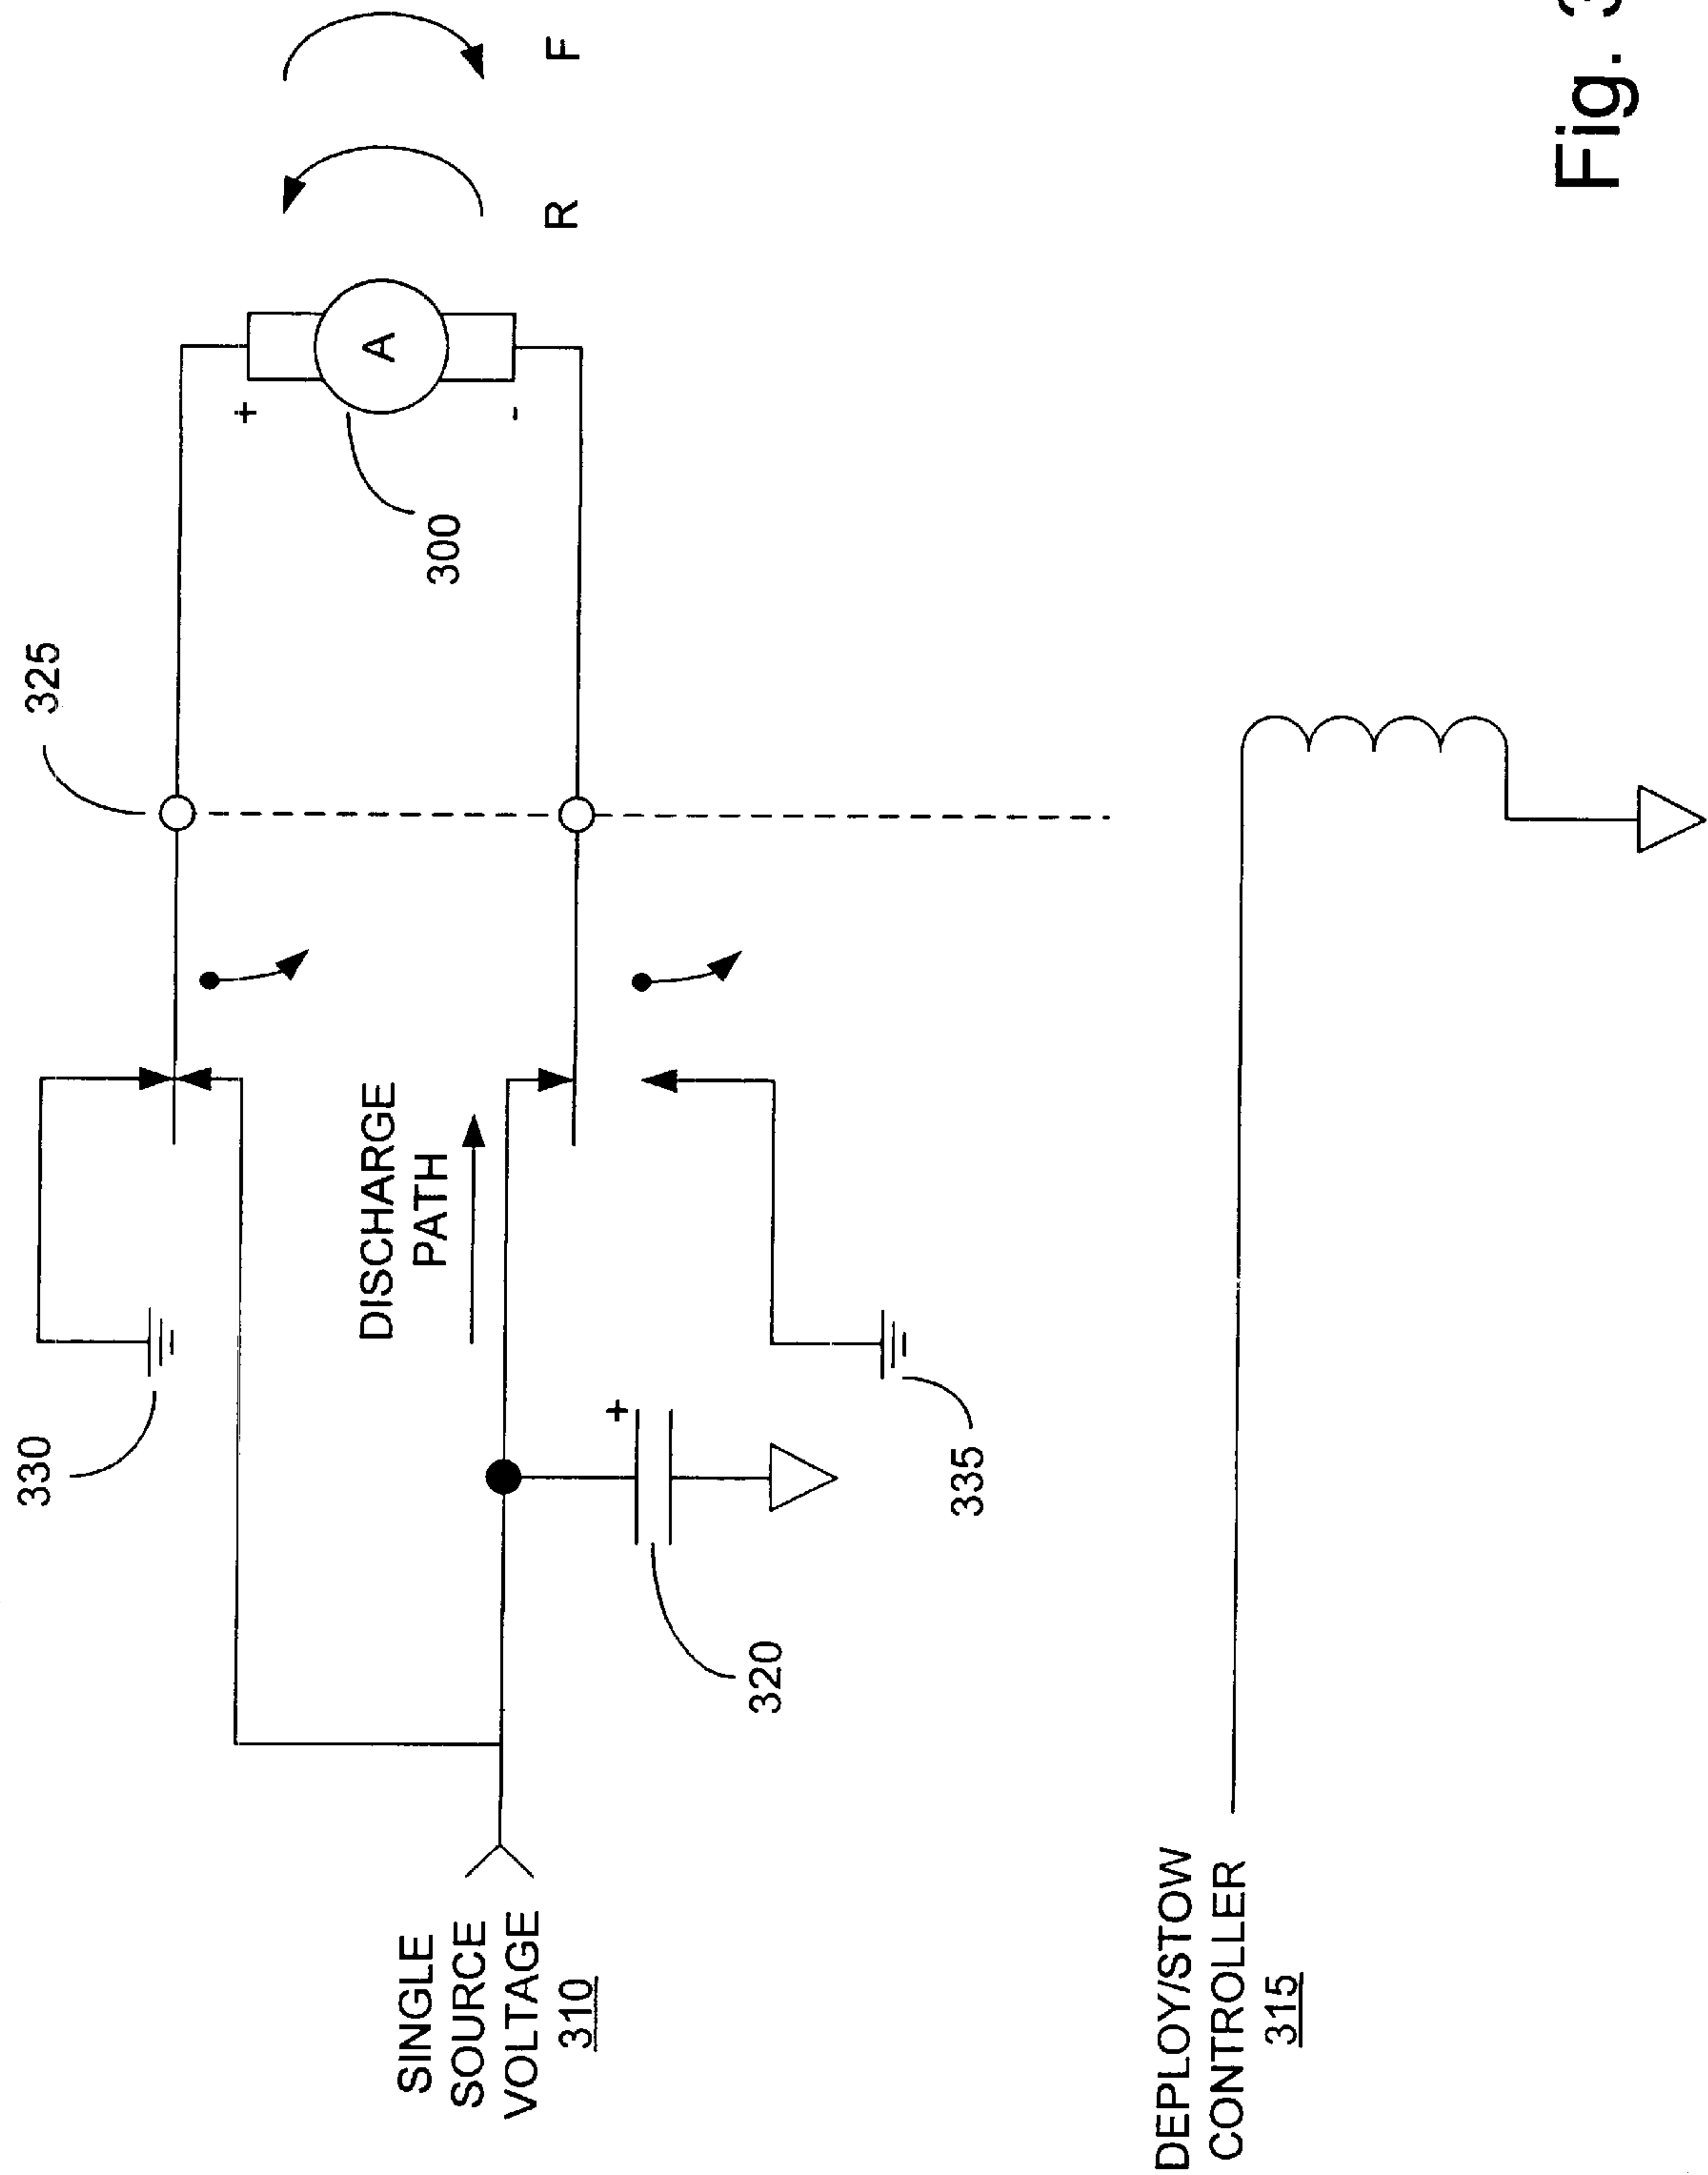 325
330
+
A
-
300
R
F
DISCHARGE
PATH
+
320
335
SINGLE
SOURCE
VOLTAGE
310
DEPLOY/STOW
CONTROLLER
315
Fig. 3